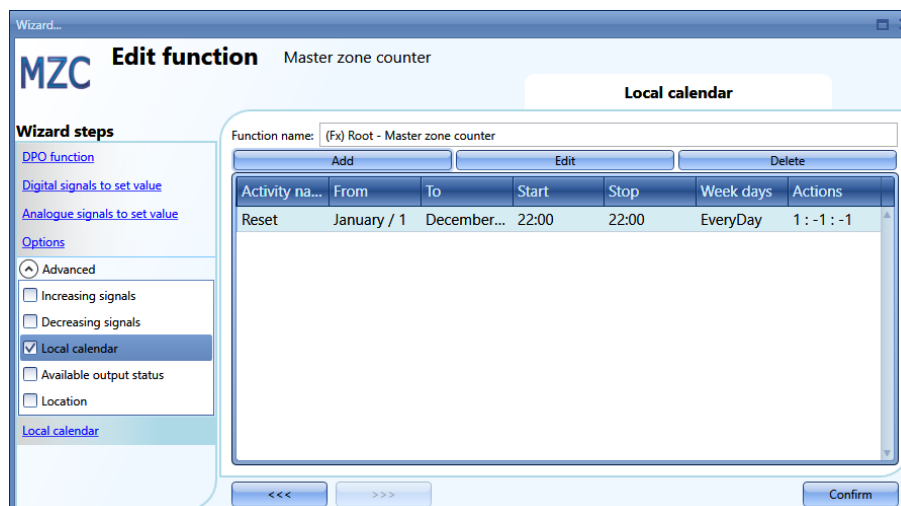 Wizard...
MZC Edit function Master zone counter
Local calendar
Wizard steps
Function name: (Fx) Root - Master zone counter
DPO function
Add Edit Delete
Digital signals to set value
Activity na... From To Start Stop Week days Actions
Analogue signals to set value
Reset January / 1 December... 22:00 22:00 EveryDay 1 : -1 : -1
Options
Advanced
Increasing signals
Decreasing signals
Local calendar
Available output status
Location
Local calendar
<<< >>> Confirm